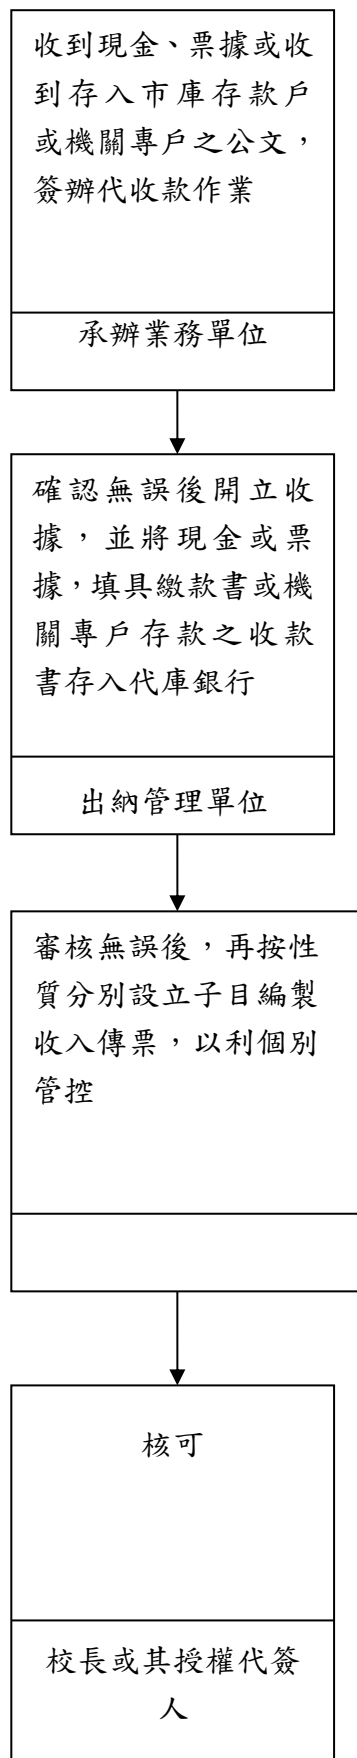 收到現金、票據或收
到存入市庫存款戶
或機關專戶之公文，
簽辦代收款作業
承辦業務單位
確認無誤後開立收
據，並將現金或票
據，填具繳款書或機
關專戶存款之收款
書存入代庫銀行
出納管理單位
審核無誤後，再按性
質分別設立子目編製
收入傳票，以利個別
管控
核可
校長或其授權代簽
人